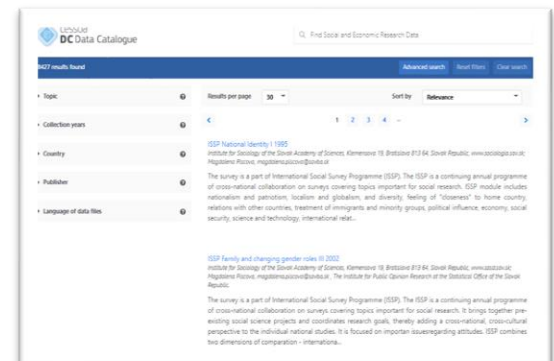 cessda
DC Data Catalogue
Find Social and Economic Research Data
9427 results found
Advanced search Reset Filters Clear search
Topic
Collection years
Country
Publisher
Language of data files
Results per page 30 Sort by Relevance
1 2 3 4
ISSP National Identity I 1995
Institute for Sociology of the Slovak Academy of Sciences, Klemensova 19, Bratislava 813 64, Slovak Republic, www.sociologia.sav.sk;
Magdalena Piscova, magdalena.piscova@savba.sk
The survey is a part of International Social Survey Programme (ISSP). The ISSP is a continuing annual programme
of cross-national collaboration on surveys covering topics important for social research. ISSP module includes
nationalism and patriotism; localism and globalism, and diversity, feeling of "closeness" to home country,
relations with other countries, treatment of immigrants and minority groups, political influence, economy, social
security, science and technology, international relat...
ISSP Family and changing gender roles III 2002
Institute for Sociology of the Slovak Academy of Sciences, Klemensova 19, Bratislava 813 64, Slovak Republic,
Magdalena Piscova, magdalena.piscova@savba.sk, The Institute for Public Opinion Research at the Statistical Office of the Slovak
Republic,
The survey is a part of International Social Survey Programme (ISSP). The ISSP is a continuing annual programme
of cross-national collaboration on surveys covering topics important for social research. It brings together pre-
existing social science projects and coordinates research goals, thereby adding a cross-national, cross-cultural
perspective to the individual national studies. It is focused on importan issuesregarding attitudes. ISSP combines
two dimensions of comparation - internationa...